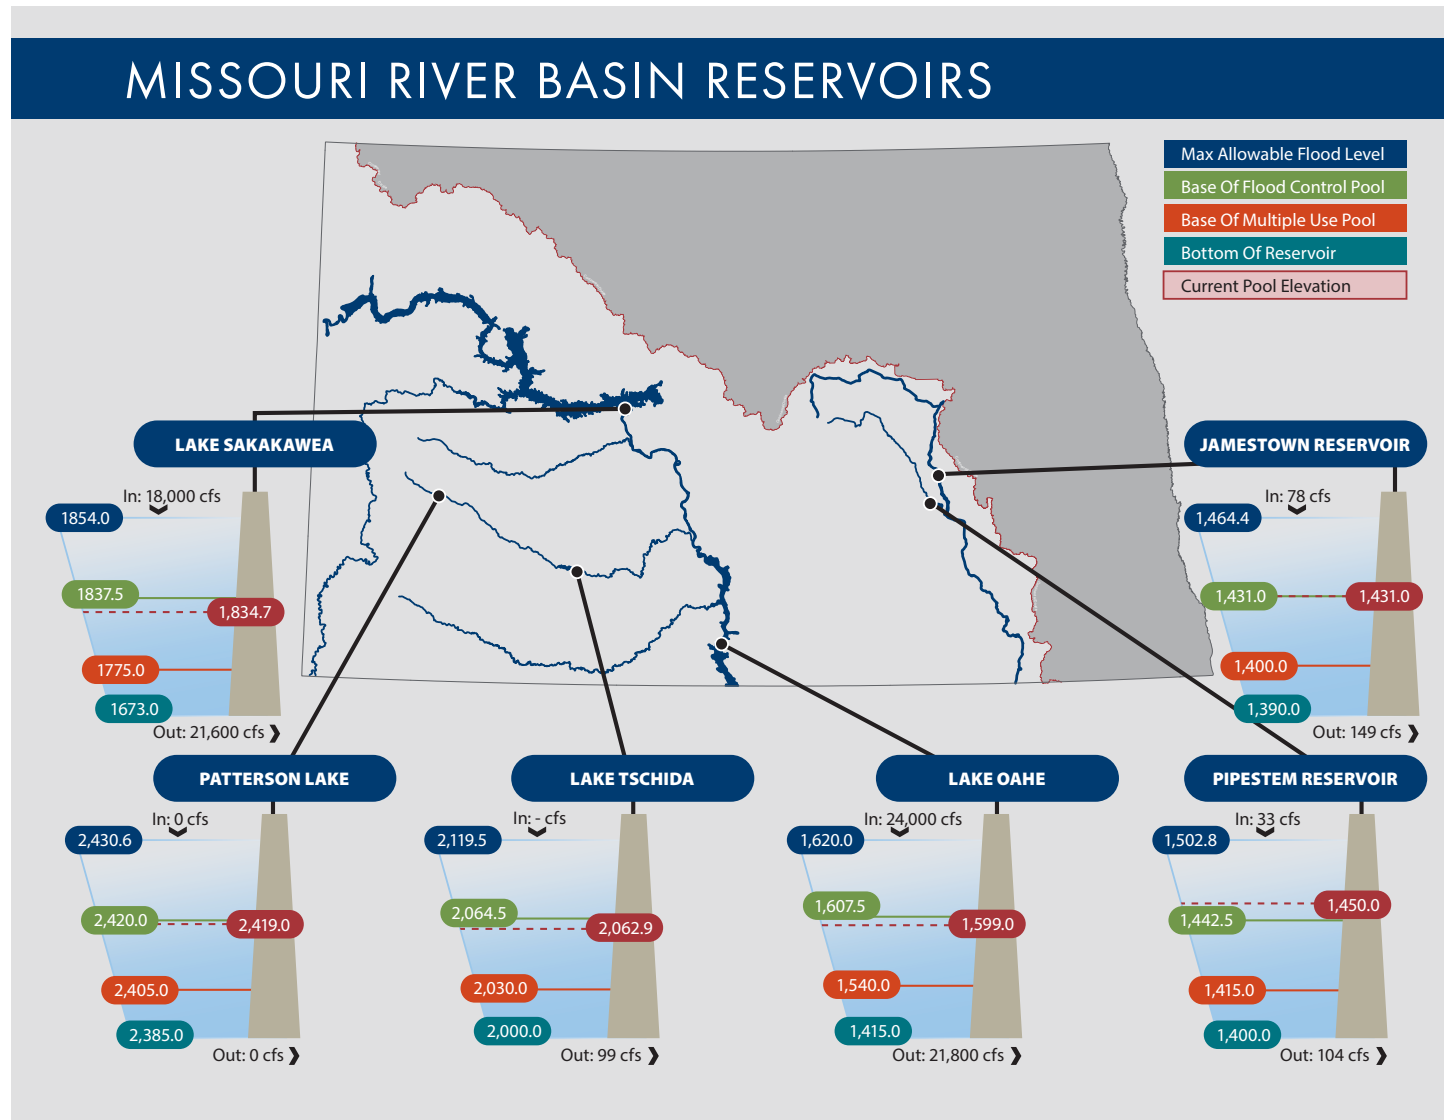 MISSOURI RIVER BASIN RESERVOIRS
Max Allowable Flood Level
Base Of Flood Control Pool
Base Of Multiple Use Pool
Bottom Of Reservoir
Current Pool Elevation
LAKE SAKAKAWEA
In: 18,000 cfs
1854.0
1837.5
1,834.7
1775.0
1673.0
Out: 21,600 cfs
JAMESTOWN RESERVOIR
In: 78 cfs
1,464.4
1,431.0
1,431.0
1,400.0
1,390.0
Out: 149 cfs
PATTERSON LAKE
In: 0 cfs
2,430.6
2,420.0
2,419.0
2,405.0
2,385.0
Out: 0 cfs
LAKE TSCHIDA
In: - cfs
2,119.5
2,064.5
2,062.9
2,030.0
2,000.0
Out: 99 cfs
LAKE OAHE
In: 24,000 cfs
1,620.0
1,607.5
1,599.0
1,540.0
1,415.0
Out: 21,800 cfs
PIPESTEM RESERVOIR
In: 33 cfs
1,502.8
1,450.0
1,442.5
1,415.0
1,400.0
Out: 104 cfs